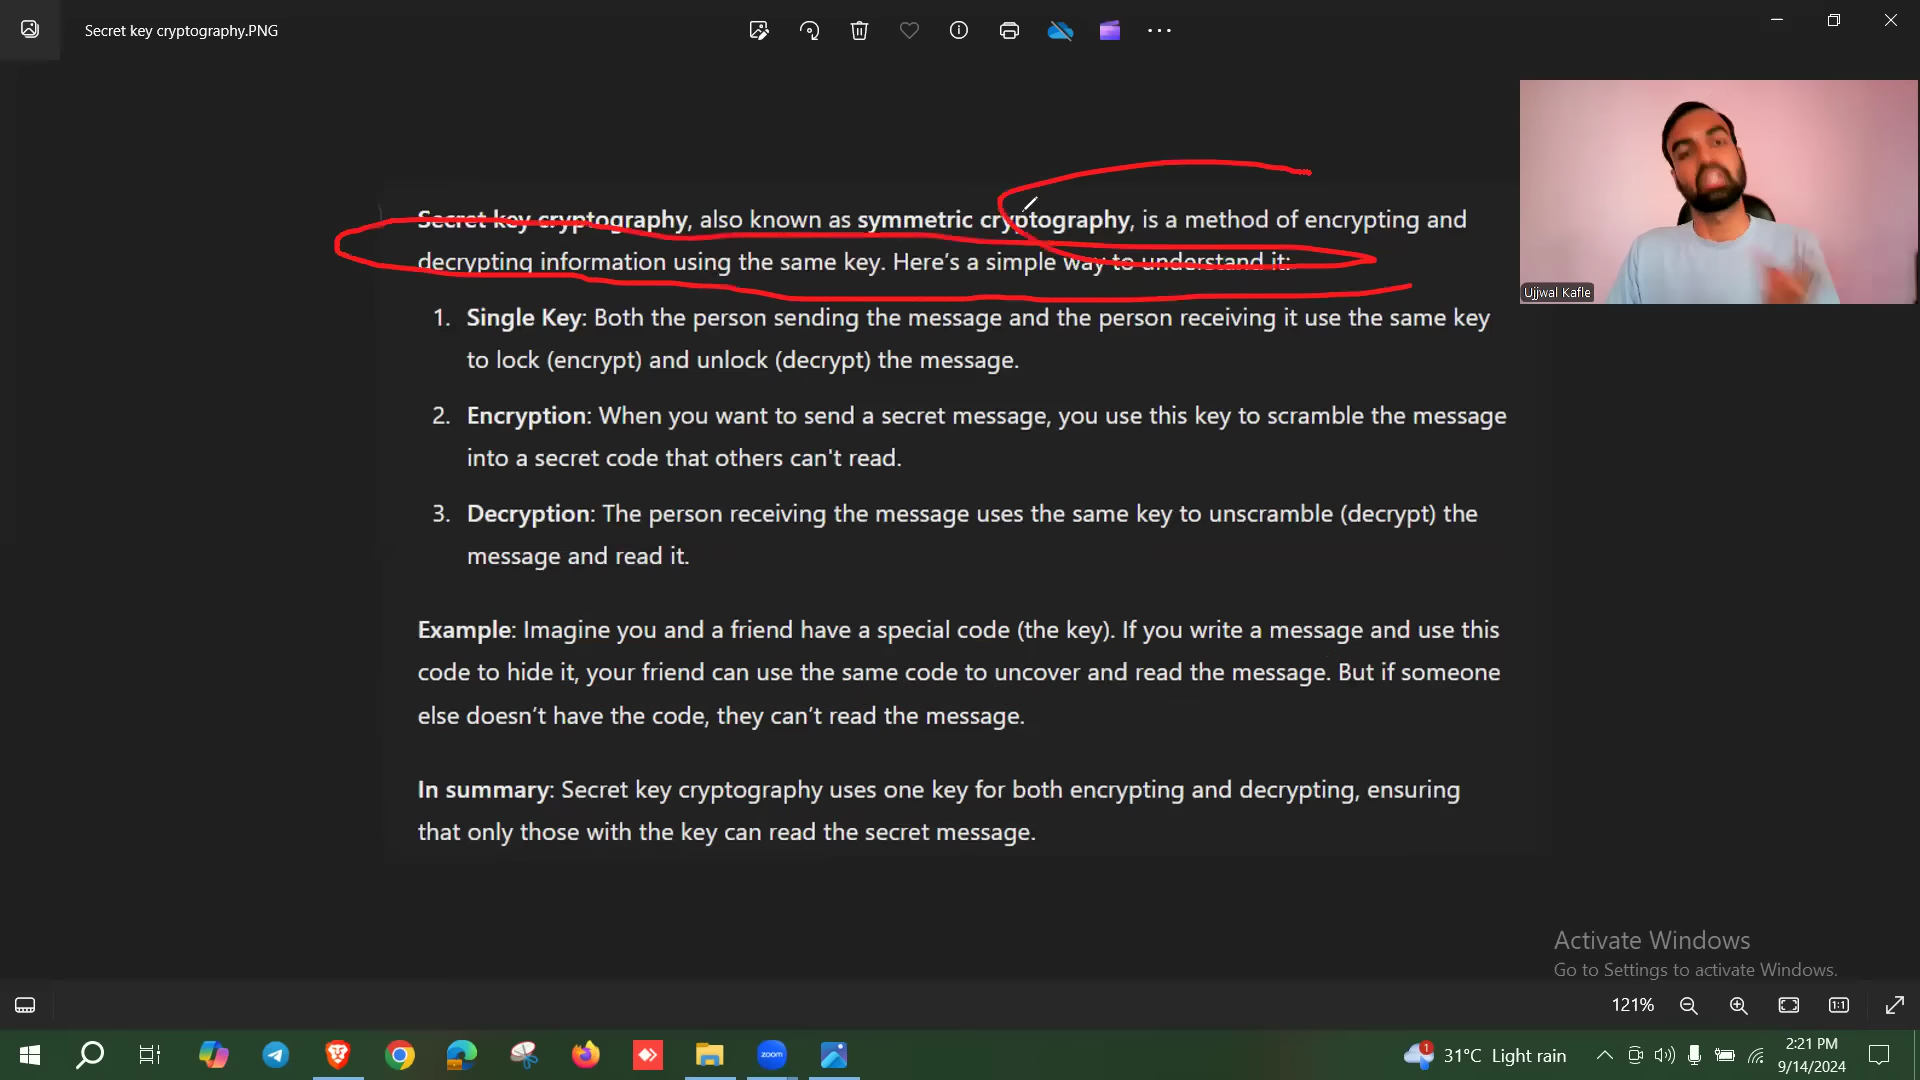 Secret key cryptography.PNG
Ujjwal Kafle
Secret key cryptography, also known as symmetric cryptography, is a method of encrypting and
decrypting information using the same key. Here’s a simple way to understand it:
1. Single Key: Both the person sending the message and the person receiving it use the same key
to lock (encrypt) and unlock (decrypt) the message.
2. Encryption: When you want to send a secret message, you use this key to scramble the message
into a secret code that others can't read.
3. Decryption: The person receiving the message uses the same key to unscramble (decrypt) the
message and read it.
Example: Imagine you and a friend have a special code (the key). If you write a message and use this
code to hide it, your friend can use the same code to uncover and read the message. But if someone
else doesn’t have the code, they can’t read the message.
In summary: Secret key cryptography uses one key for both encrypting and decrypting, ensuring
that only those with the key can read the secret message.
Activate Windows
Go to Settings to activate Windows.
121%
1:1
zoom
1
31°C Light rain
2:21 PM
9/14/2024